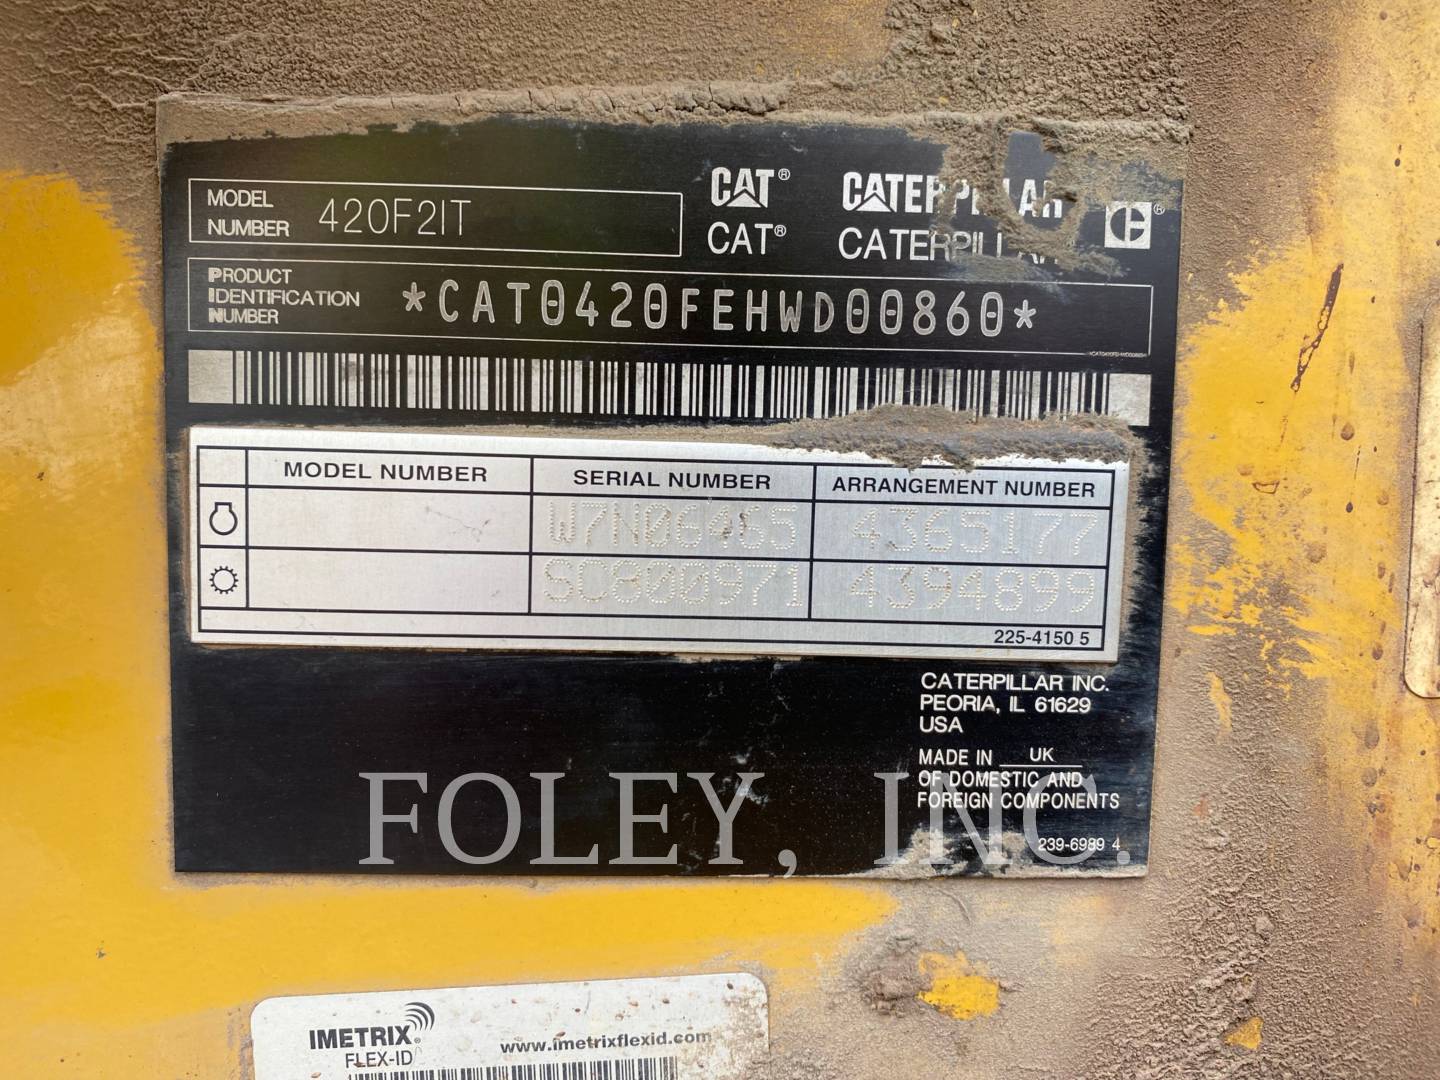 MODEL
NUMBER 420F2IT
CAT® CATERPILLAR
CAT® CATERPILLAR
PRODUCT
IDENTIFICATION
NUMBER
*CAT0420FEHWD00860*
MODEL NUMBER SERIAL NUMBER ARRANGEMENT NUMBER
W7N06465 4365177
SC800971 4394899
225-4150 5
CATERPILLAR INC.
PEORIA, IL 61629
USA
MADE IN UK
OF DOMESTIC AND
FOREIGN COMPONENTS
239-6989 4
FOLEY, INC.
IMETRIX®
FLEX-ID
www.imetrixflexid.com